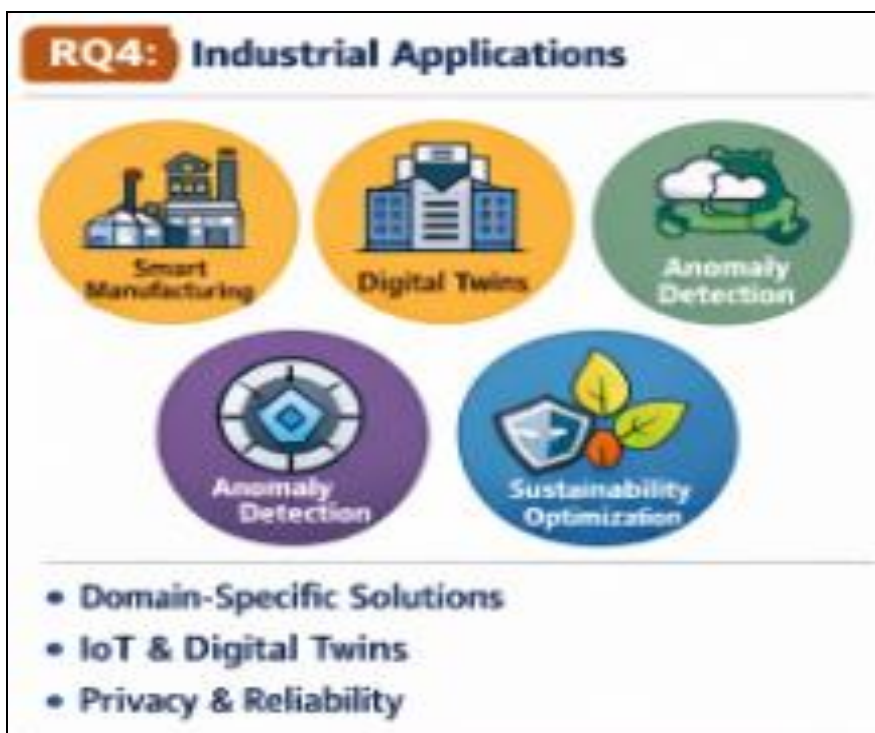 RQ4: Industrial Applications
Smart
Manufacturing
Digital Twins
Anomaly
Detection
Anomaly
Detection
Sustainability
Optimization
• Domain-Specific Solutions
• IoT & Digital Twins
• Privacy & Reliability